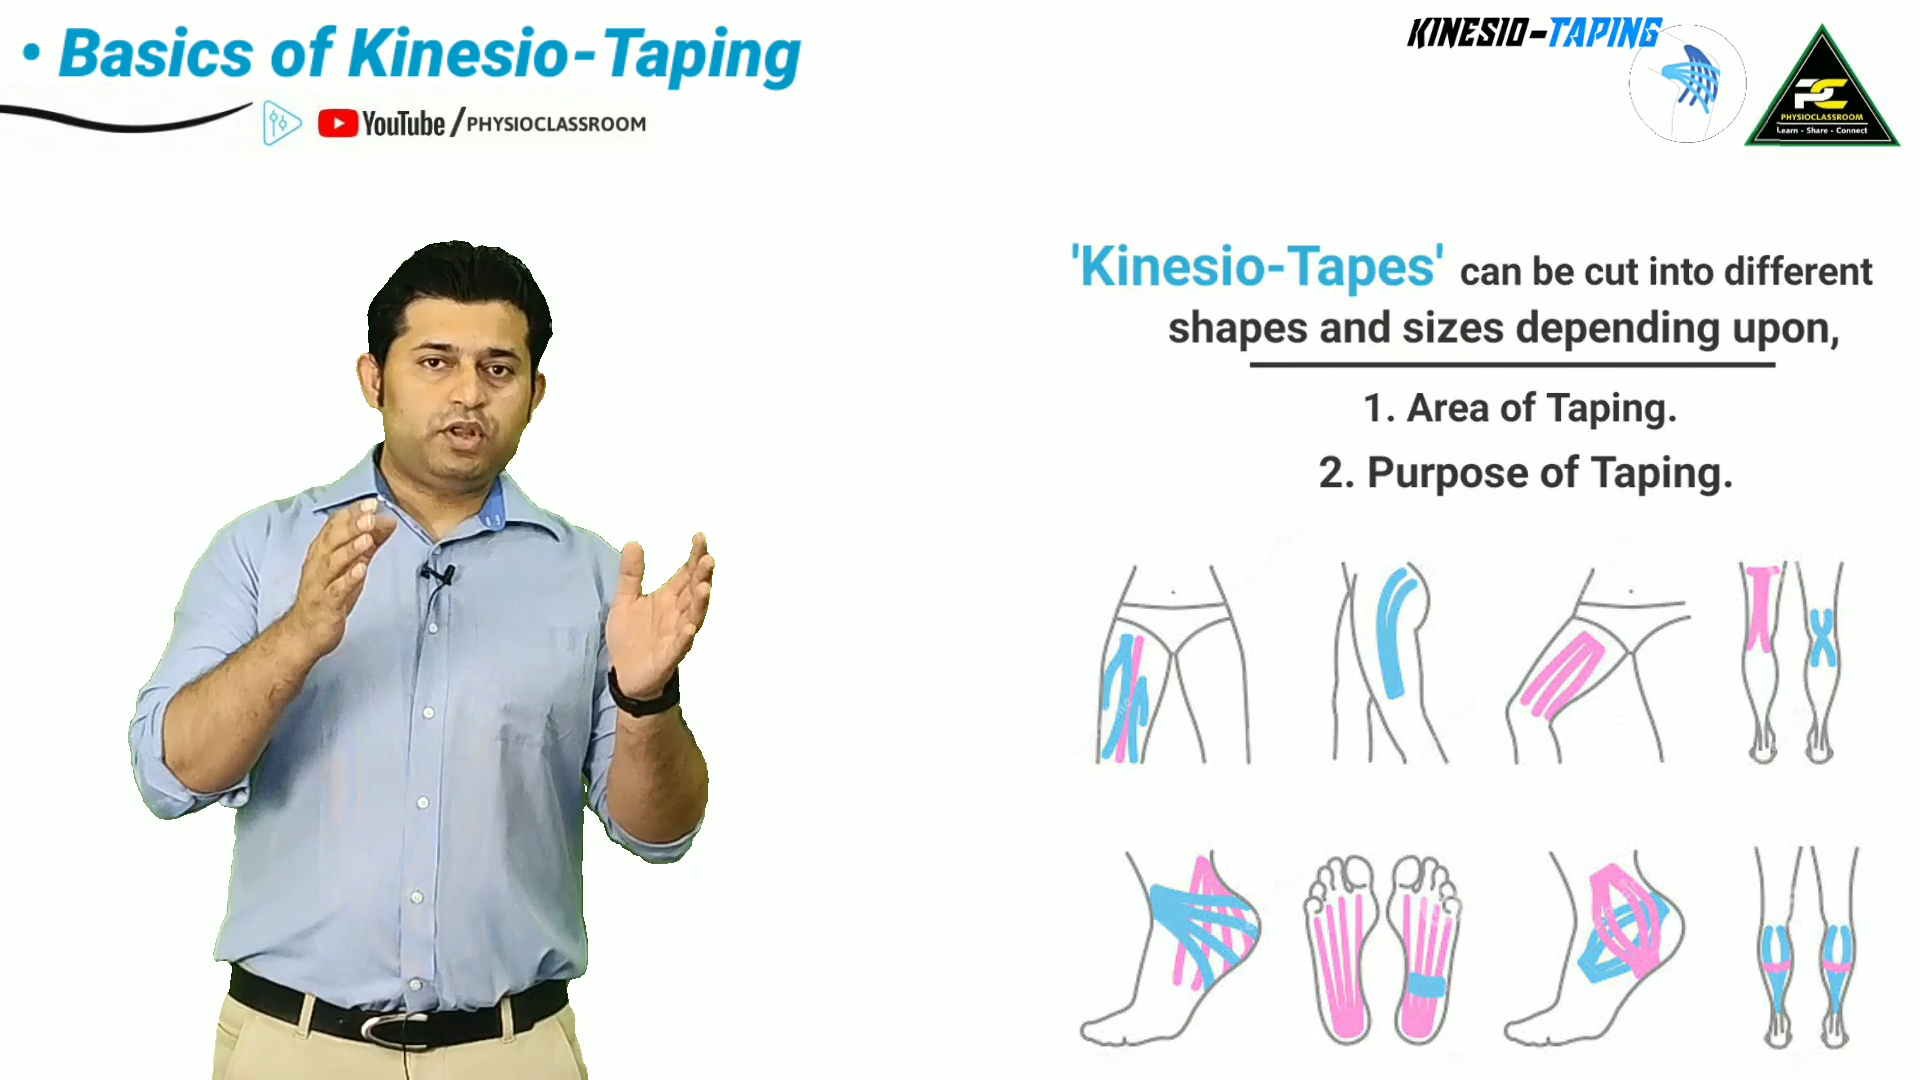 • Basics of Kinesio-Taping
YouTube/PHYSIOCLASSROOM
KINESIO-TAPING
PC
PHYSIOCLASSROOM
Learn - Share - Connect
'Kinesio-Tapes' can be cut into different
shapes and sizes depending upon,
1. Area of Taping.
2. Purpose of Taping.